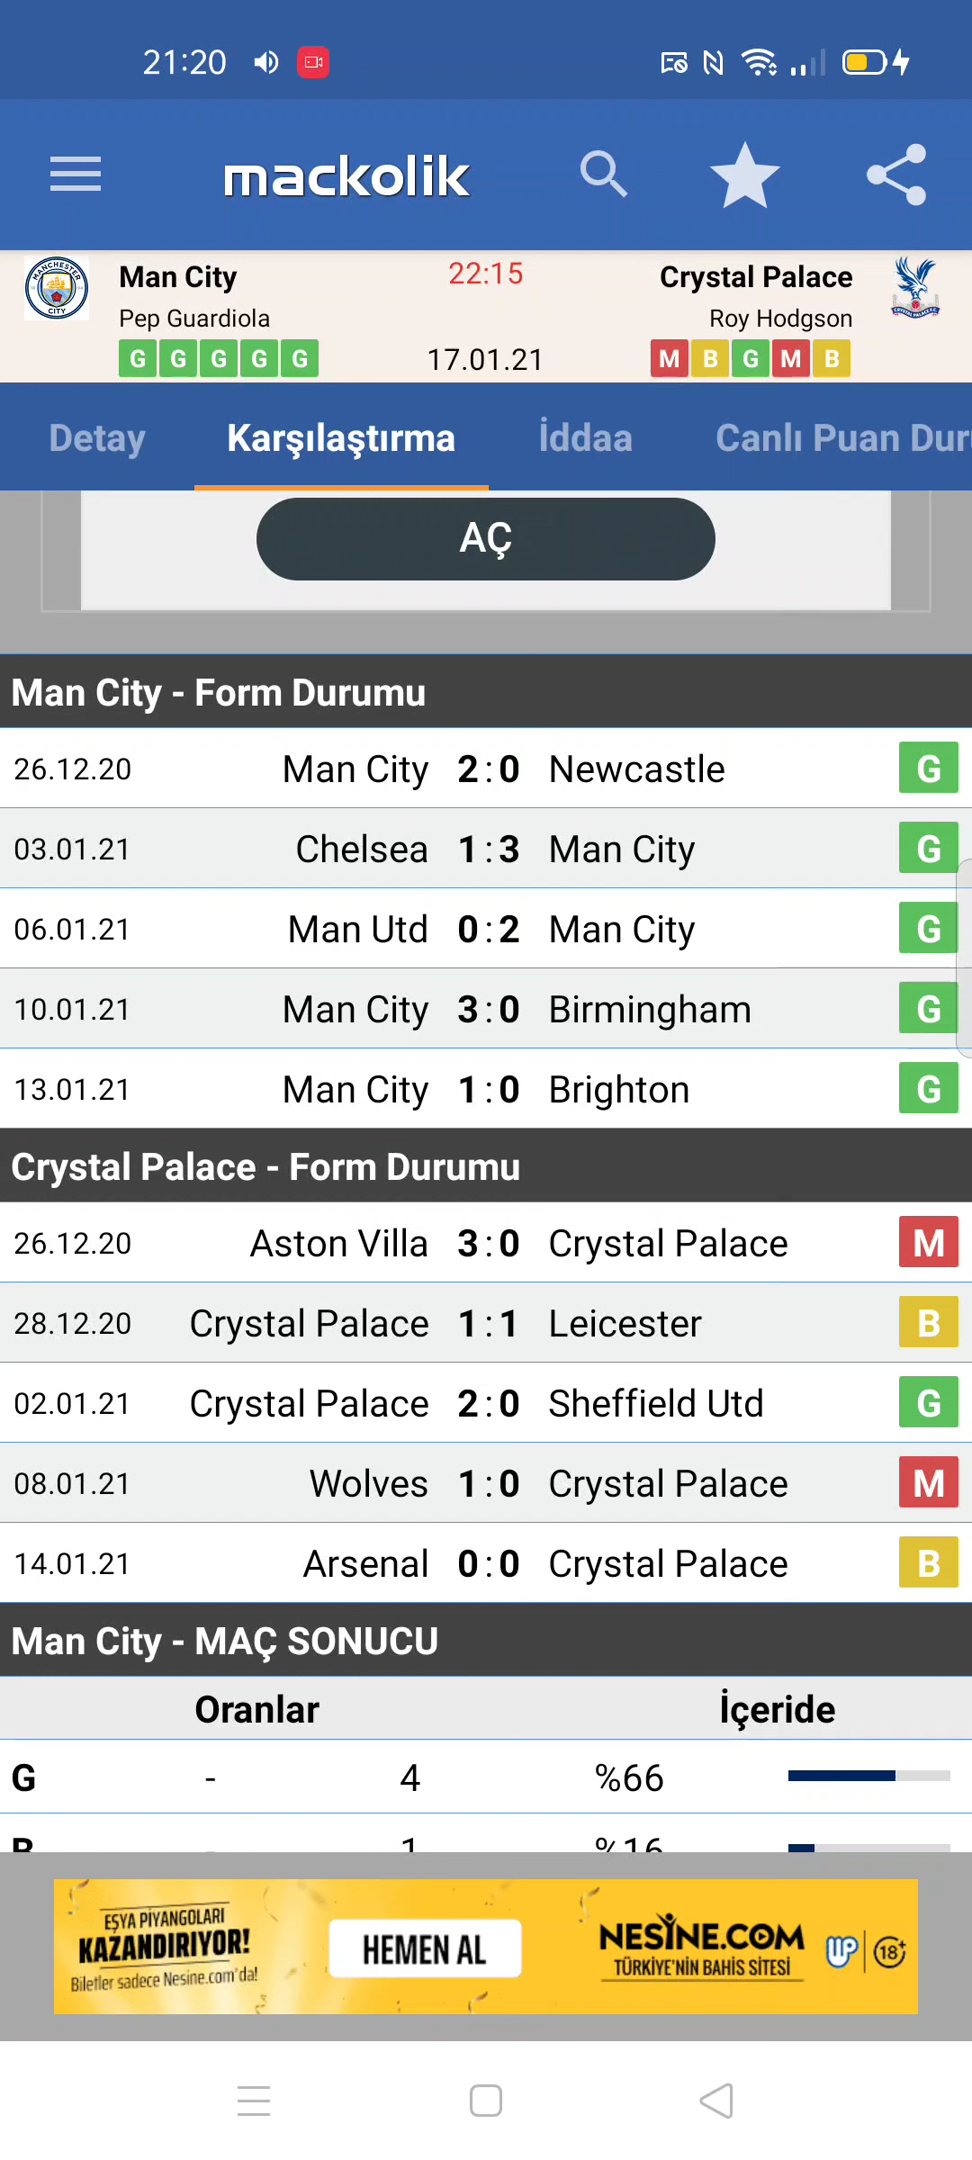 21:20
mackolik
Man City 22:15 Crystal Palace
Pep Guardiola Roy Hodgson
G G G G G 17.01.21 M B G M B
Detay Karşılaştırma İddaa Canlı Puan Dur
AÇ
Man City - Form Durumu
26.12.20 Man City 2:0 Newcastle G
03.01.21 Chelsea 1:3 Man City G
06.01.21 Man Utd 0:2 Man City G
10.01.21 Man City 3:0 Birmingham G
13.01.21 Man City 1:0 Brighton G
Crystal Palace - Form Durumu
26.12.20 Aston Villa 3:0 Crystal Palace M
28.12.20 Crystal Palace 1:1 Leicester B
02.01.21 Crystal Palace 2:0 Sheffield Utd G
08.01.21 Wolves 1:0 Crystal Palace M
14.01.21 Arsenal 0:0 Crystal Palace B
Man City - MAÇ SONUCU
Oranlar İçeride
G - 4 %66
B - 1 %16
EŞYA PİYANGOLARI
KAZANDIRIYOR!
Biletler sadece Nesine.com'da!
HEMEN AL
NESİNE.COM
TÜRKİYE'NİN BAHİS SİTESİ
18+